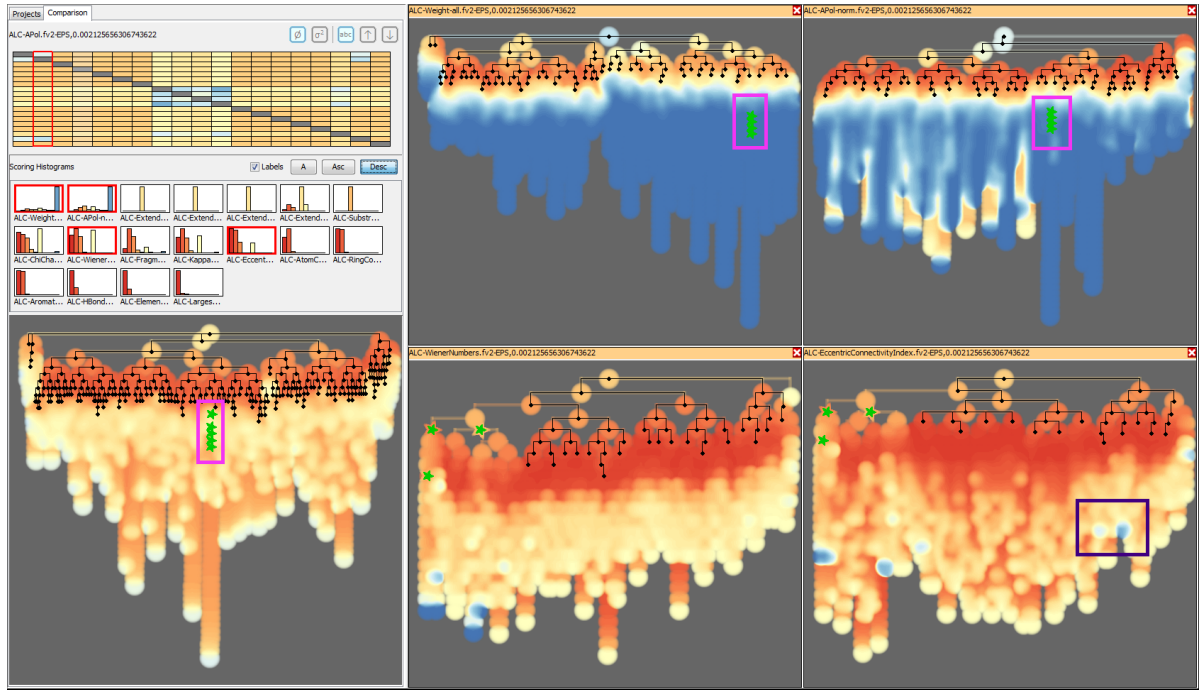 Projects Comparison
ALC-APol.fv2-EPS,0.002125656306743622
Ø σ² abc ↑ ↓
Scoring Histograms Labels A Asc Desc
ALC-Weight... ALC-APol-n... ALC-Extend... ALC-Extend... ALC-Extend... ALC-Extend... ALC-Substr...
ALC-ChiCha... ALC-Wiener... ALC-Fragm... ALC-Kappa... ALC-Eccent... ALC-AtomC... ALC-RingCo...
ALC-Aromat... ALC-HBond... ALC-Elemen... ALC-Larges...
ALC-Weight-all.fv2-EPS,0.002125656306743622
ALC-APol-norm.fv2-EPS,0.002125656306743622
ALC-WienerNumbers.fv2-EPS,0.002125656306743622
ALC-EccentricConnectivityIndex.fv2-EPS,0.002125656306743622